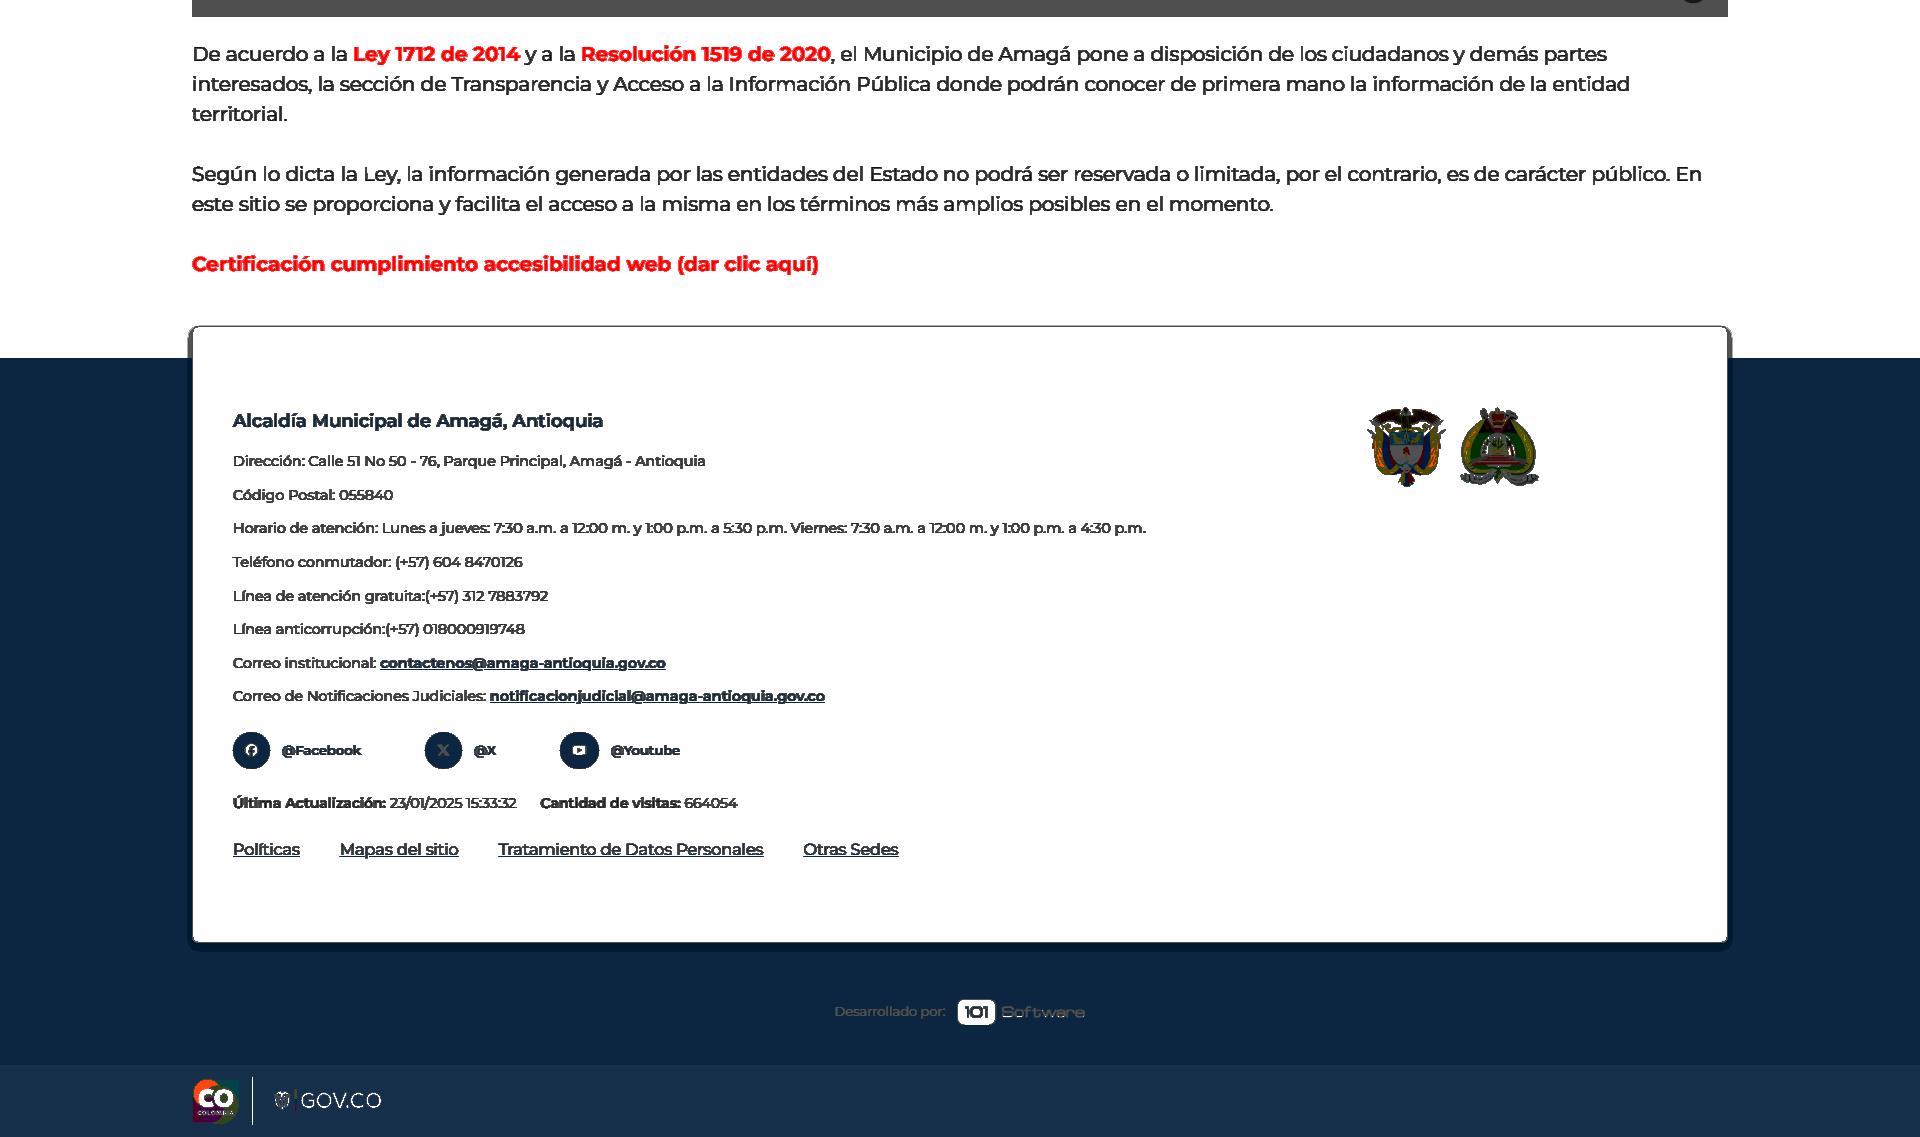 De acuerdo a la Ley 1712 de 2014 y a la Resolución 1519 de 2020, el Municipio de Amagá pone a disposición de los ciudadanos y demás partes
interesados, la sección de Transparencia y Acceso a la Información Pública donde podrán conocer de primera mano la información de la entidad
territorial.
Según lo dicta la Ley, la información generada por las entidades del Estado no podrá ser reservada o limitada, por el contrario, es de carácter público. En
este sitio se proporciona y facilita el acceso a la misma en los términos más amplios posibles en el momento.
Certificación cumplimiento accesibilidad web (dar clic aquí)
Alcaldía Municipal de Amagá, Antioquia
Dirección: Calle 51 No 50 - 76, Parque Principal, Amagá - Antioquia
Código Postal: 055840
Horario de atención: Lunes a jueves: 7:30 a.m. a 12:00 m. y 1:00 p.m. a 5:30 p.m. Viernes: 7:30 a.m. a 12:00 m. y 1:00 p.m. a 4:30 p.m.
Teléfono conmutador: (+57) 604 8470126
Línea de atención gratuita:(+57) 312 7883792
Línea anticorrupción:(+57) 018000919748
Correo institucional: contactenos@amaga-antioquia.gov.co
Correo de Notificaciones Judiciales: notificacionjudicial@amaga-antioquia.gov.co
@Facebook @X @Youtube
Última Actualización: 23/01/2025 15:33:32 Cantidad de visitas: 664054
Políticas Mapas del sitio Tratamiento de Datos Personales Otras Sedes
Desarrollado por: 101 Software
CO COLOMBIA GOV.CO